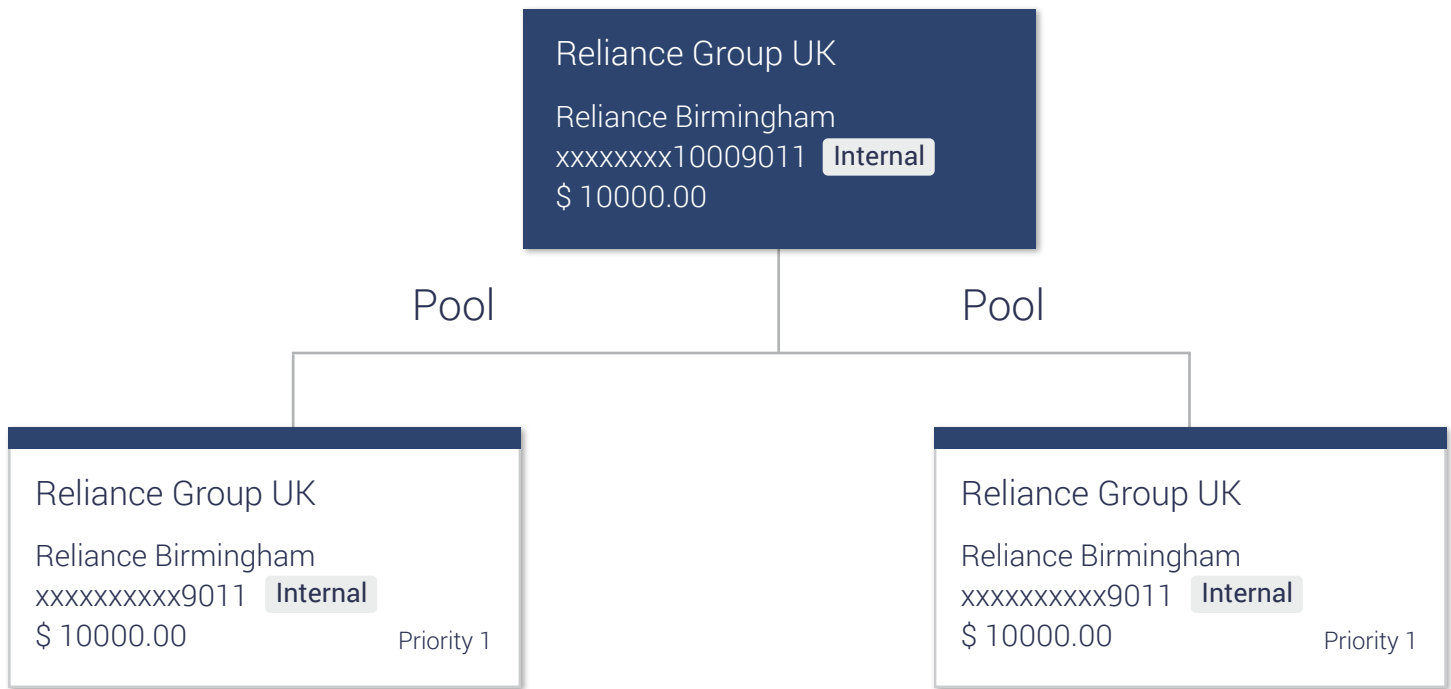 Reliance Group UK
Reliance Birmingham
xxxxxxxx10009011 Internal
$ 10000.00
Pool
Pool
Reliance Group UK
Reliance Birmingham
xxxxxxxxxx9011 Internal
$ 10000.00 Priority 1
Reliance Group UK
Reliance Birmingham
xxxxxxxxxx9011 Internal
$ 10000.00 Priority 1